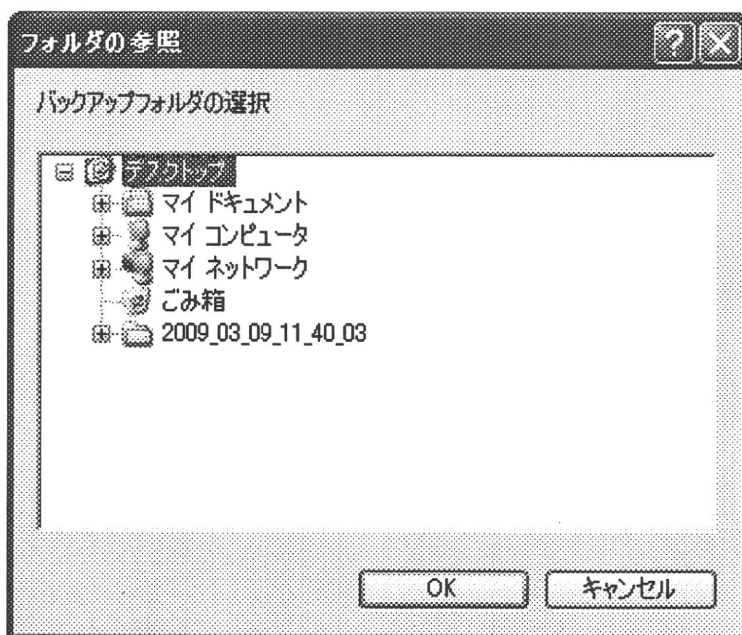 フォルダの参照
バックアップフォルダの選択
デスクトップ
マイ ドキュメント
マイ コンピュータ
マイ ネットワーク
ごみ箱
2009_03_09_11_40_03
OK
キャンセル